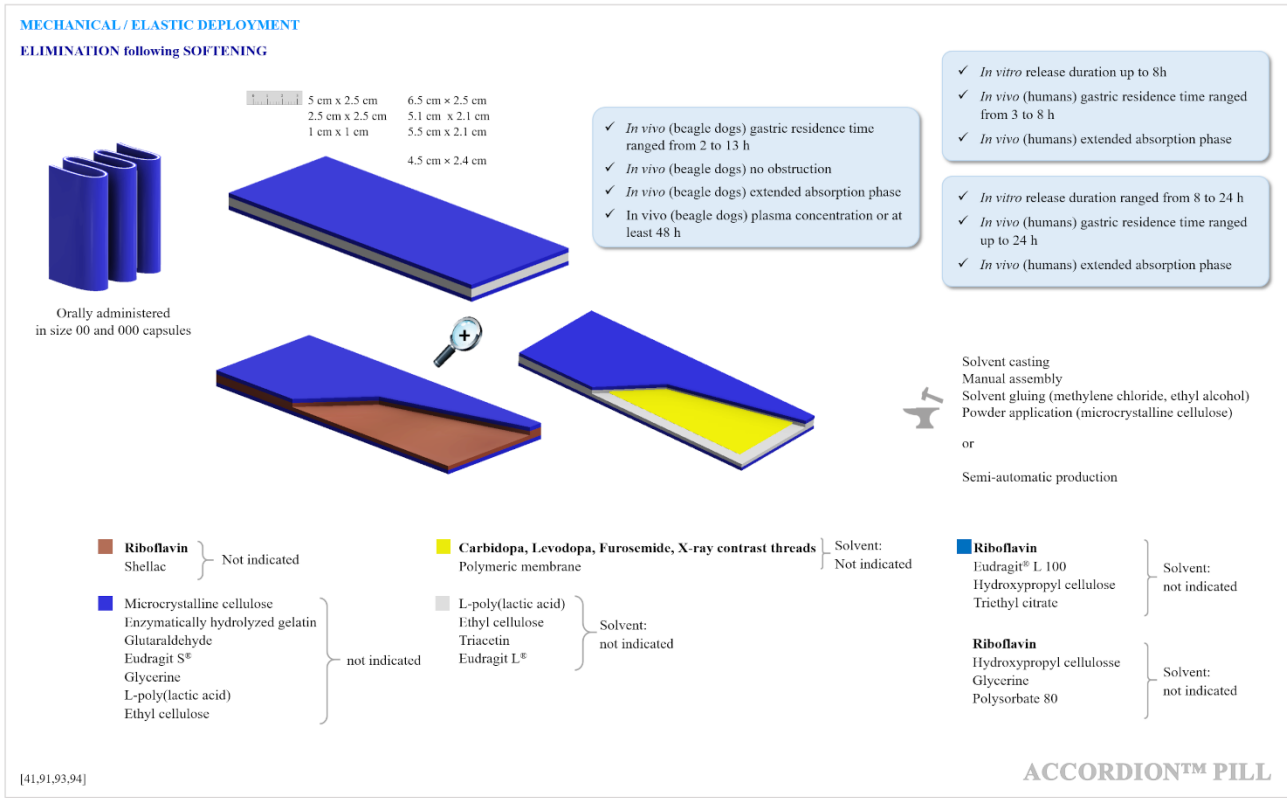 MECHANICAL / ELASTIC DEPLOYMENT
ELIMINATION following SOFTENING
5 cm x 2.5 cm
2.5 cm x 2.5 cm
1 cm x 1 cm
6.5 cm × 2.5 cm
5.1 cm x 2.1 cm
5.5 cm x 2.1 cm
4.5 cm × 2.4 cm
Orally administered
in size 00 and 000 capsules
✓ In vivo (beagle dogs) gastric residence time
ranged from 2 to 13 h
✓ In vivo (beagle dogs) no obstruction
✓ In vivo (beagle dogs) extended absorption phase
✓ In vivo (beagle dogs) plasma concentration or at
least 48 h
✓ In vitro release duration up to 8h
✓ In vivo (humans) gastric residence time ranged
from 3 to 8 h
✓ In vivo (humans) extended absorption phase
✓ In vitro release duration ranged from 8 to 24 h
✓ In vivo (humans) gastric residence time ranged
up to 24 h
✓ In vivo (humans) extended absorption phase
Solvent casting
Manual assembly
Solvent gluing (methylene chloride, ethyl alcohol)
Powder application (microcrystalline cellulose)
or
Semi-automatic production
Riboflavin
Shellac
Not indicated
Microcrystalline cellulose
Enzymatically hydrolyzed gelatin
Glutaraldehyde
Eudragit S®
Glycerine
L-poly(lactic acid)
Ethyl cellulose
not indicated
Carbidopa, Levodopa, Furosemide, X-ray contrast threads
Polymeric membrane
Solvent:
Not indicated
L-poly(lactic acid)
Ethyl cellulose
Triacetin
Eudragit L®
Solvent:
not indicated
Riboflavin
Eudragit® L 100
Hydroxypropyl cellulose
Triethyl citrate
Solvent:
not indicated
Riboflavin
Hydroxypropyl cellulosse
Glycerine
Polysorbate 80
Solvent:
not indicated
[41,91,93,94]
ACCORDION™ PILL